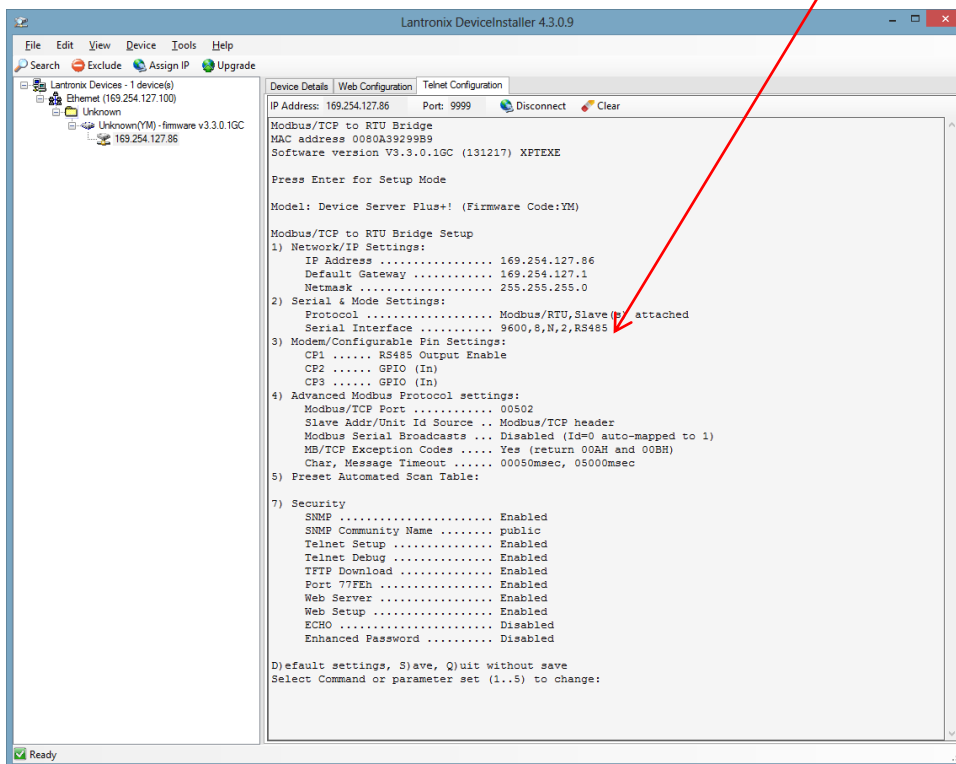 Lantronix DeviceInstaller 4.3.0.9
File Edit View Device Tools Help
Search Exclude Assign IP Upgrade
Lantronix Devices - 1 device(s)
Ethernet (169.254.127.100)
Unknown
Unknown(YM) - firmware v3.3.0.1GC
169.254.127.86
Device Details Web Configuration Telnet Configuration
IP Address: 169.254.127.86 Port: 9999 Disconnect Clear
Modbus/TCP to RTU Bridge
MAC address 0080A39299B9
Software version V3.3.0.1GC (131217) XPTEXE
Press Enter for Setup Mode
Model: Device Server Plus+! (Firmware Code:YM)
Modbus/TCP to RTU Bridge Setup
1) Network/IP Settings:
IP Address ................. 169.254.127.86
Default Gateway ............ 169.254.127.1
Netmask .................... 255.255.255.0
2) Serial & Mode Settings:
Protocol ................... Modbus/RTU,Slave(s) attached
Serial Interface ........... 9600,8,N,2,RS485
3) Modem/Configurable Pin Settings:
CP1 ...... RS485 Output Enable
CP2 ...... GPIO (In)
CP3 ...... GPIO (In)
4) Advanced Modbus Protocol settings:
Modbus/TCP Port ............ 00502
Slave Addr/Unit Id Source .. Modbus/TCP header
Modbus Serial Broadcasts ... Disabled (Id=0 auto-mapped to 1)
MB/TCP Exception Codes ..... Yes (return 00AH and 00BH)
Char, Message Timeout ...... 00050msec, 05000msec
5) Preset Automated Scan Table:
7) Security
SNMP ....................... Enabled
SNMP Community Name ........ public
Telnet Setup ............... Enabled
Telnet Debug ............... Enabled
TFTP Download .............. Enabled
Port 77FEh ................. Enabled
Web Server ................. Enabled
Web Setup .................. Enabled
ECHO ....................... Disabled
Enhanced Password .......... Disabled
D)efault settings, S)ave, Q)uit without save
Select Command or parameter set (1..5) to change:
Ready